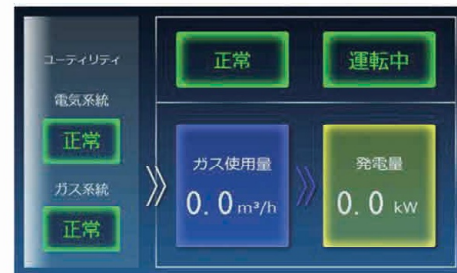 ユーティリティ
電気系統
正常
ガス系統
正常
正常
運転中
ガス使用量
0.0 m³/h
発電量
0.0 kW